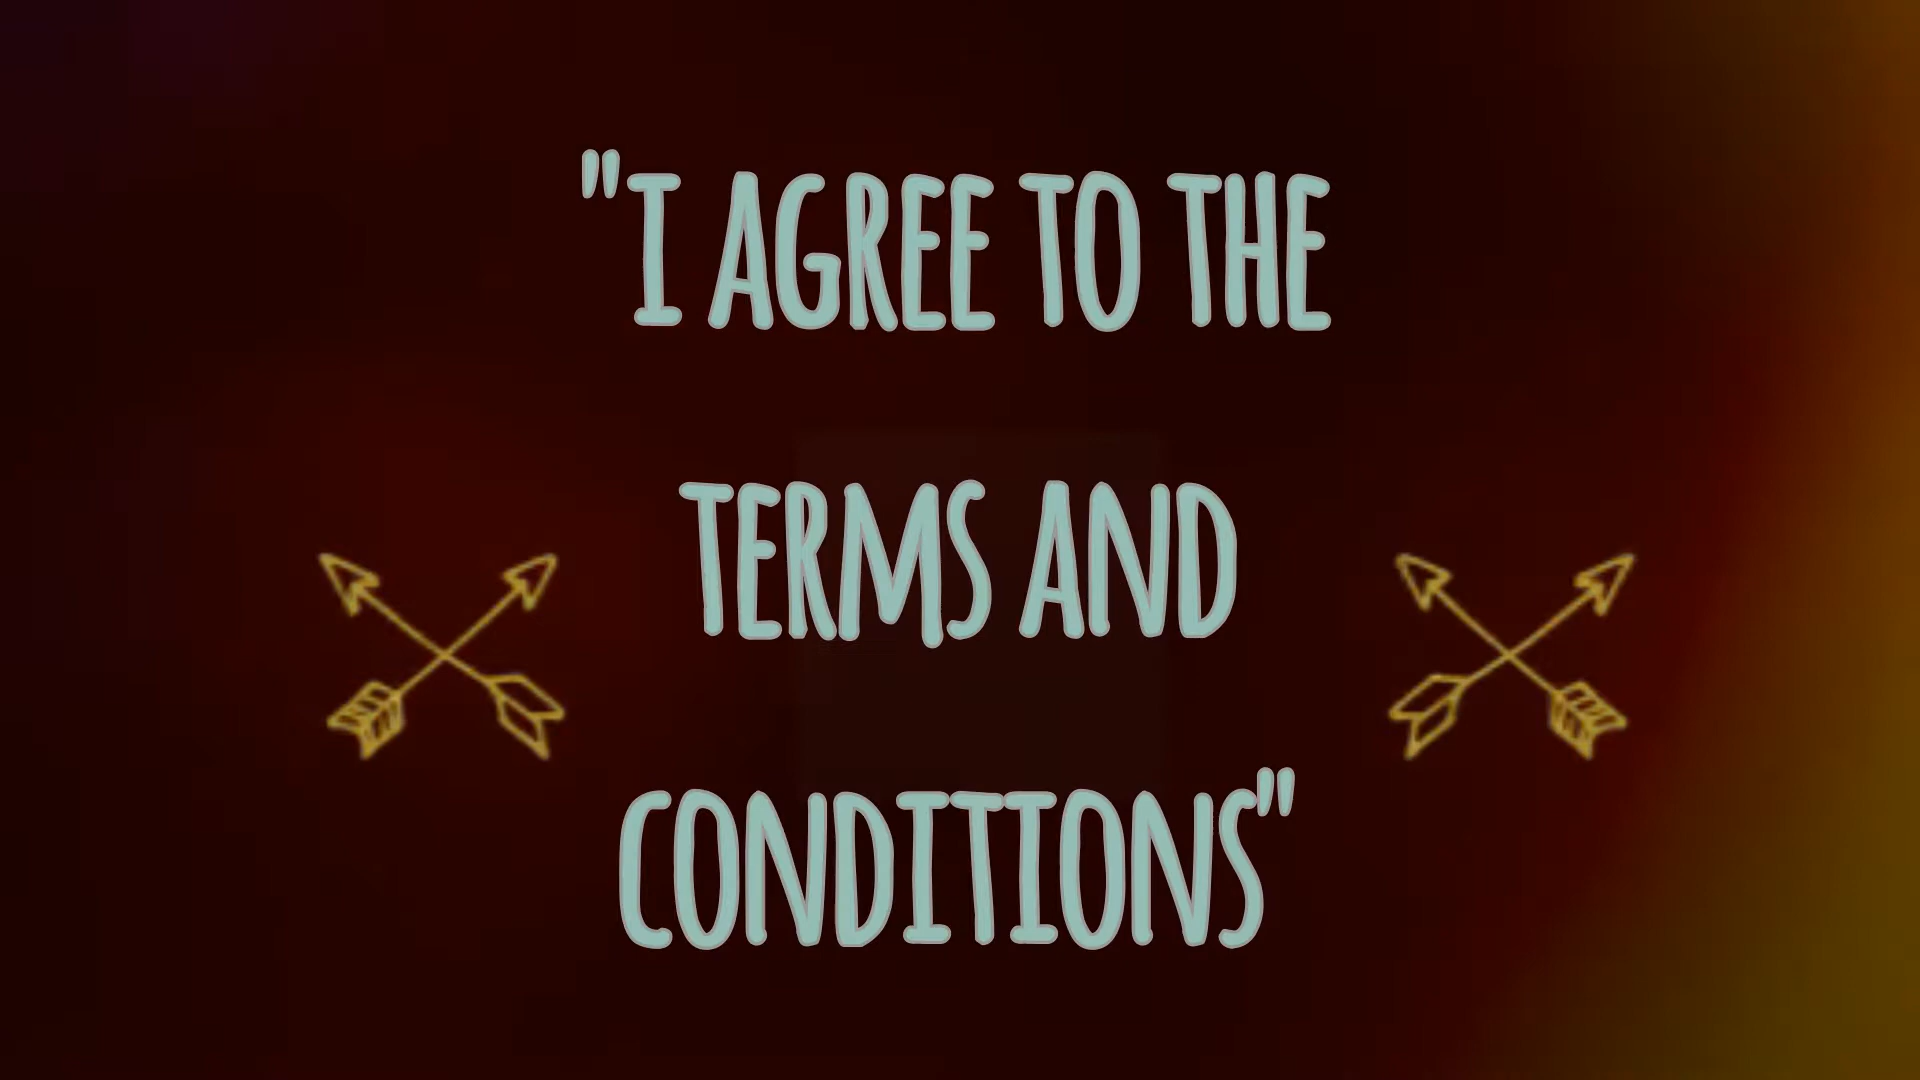 "I AGREE TO THE
TERMS AND
CONDITIONS"